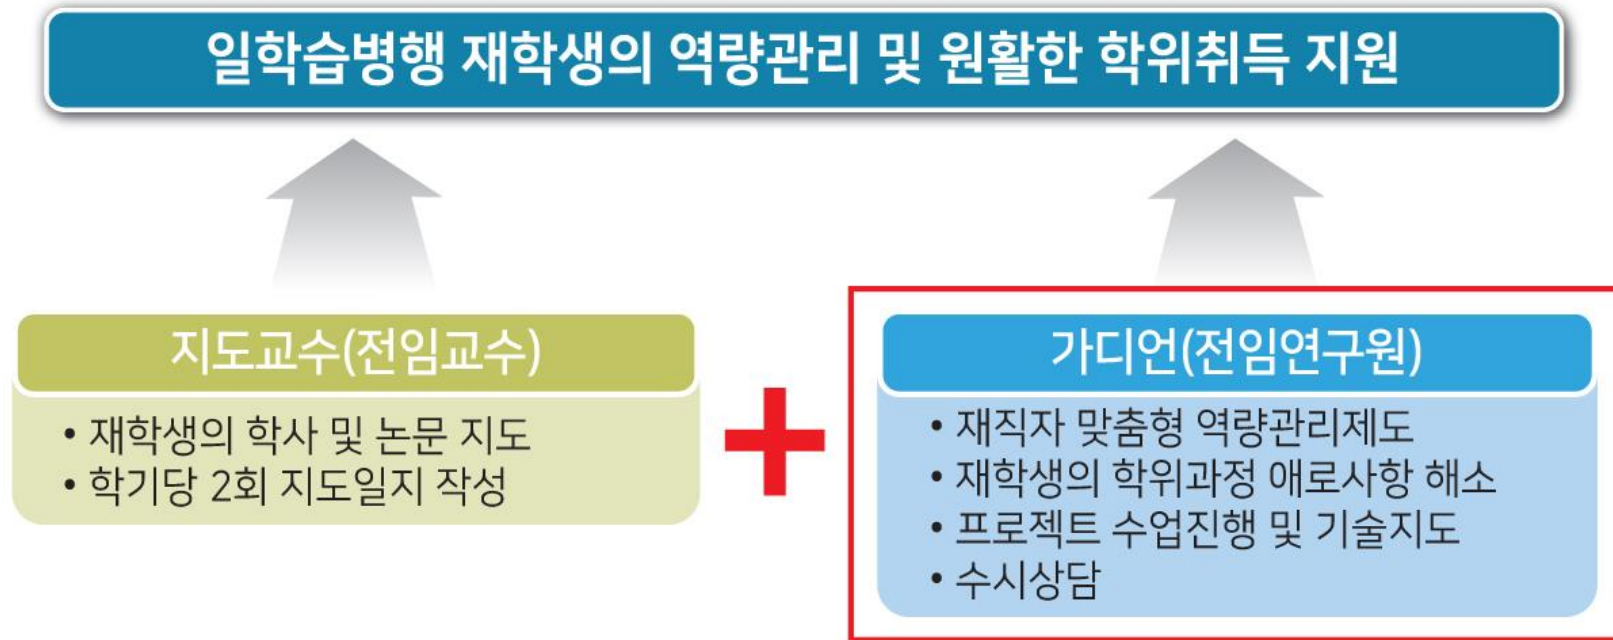 일학습병행 재학생의 역량관리 및 원활한 학위취득 지원
지도교수(전임교수)
• 재학생의 학사 및 논문 지도
• 학기당 2회 지도일지 작성
+
가디언(전임연구원)
• 재직자 맞춤형 역량관리제도
• 재학생의 학위과정 애로사항 해소
• 프로젝트 수업진행 및 기술지도
• 수시상담